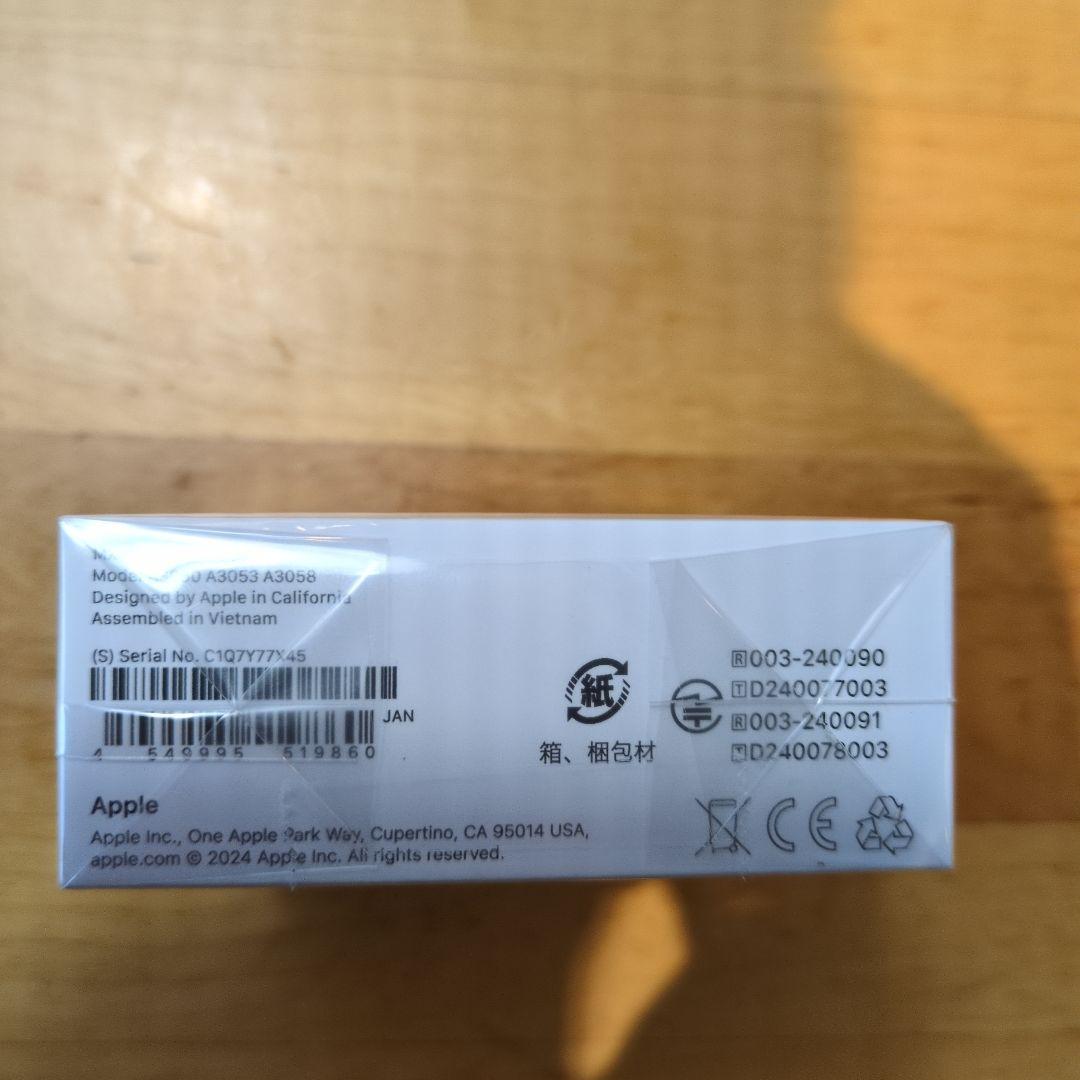 A3053 A3058
Designed by Apple in California
Assembled in Vietnam
(S) Serial No. C1Q7Y77X45
JAN
4 549995 519860
紙
箱、梱包材
R003-240090
TD240077003
R003-240091
TD240078003
Apple
Apple Inc., One Apple Park Way, Cupertino, CA 95014 USA,
apple.com © 2024 Apple Inc. All rights reserved.
CE